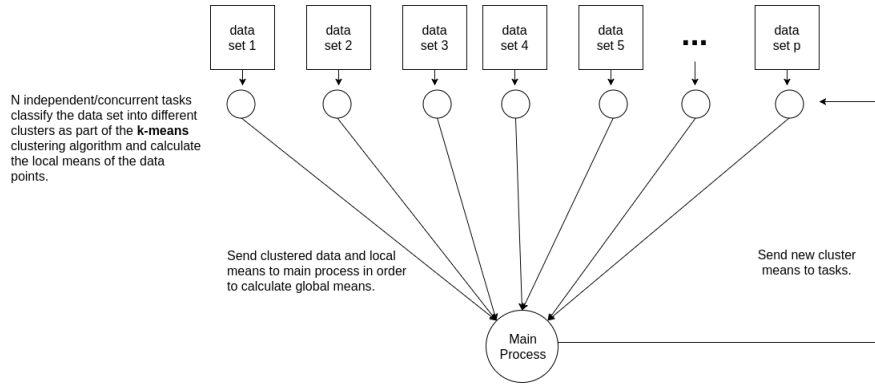 data
set 1
data
set 2
data
set 3
data
set 4
data
set 5
...
data
set p
N independent/concurrent tasks
classify the data set into different
clusters as part of the k-means
clustering algorithm and calculate
the local means of the data
points.
Send clustered data and local
means to main process in order
to calculate global means.
Send new cluster
means to tasks.
Main
Process